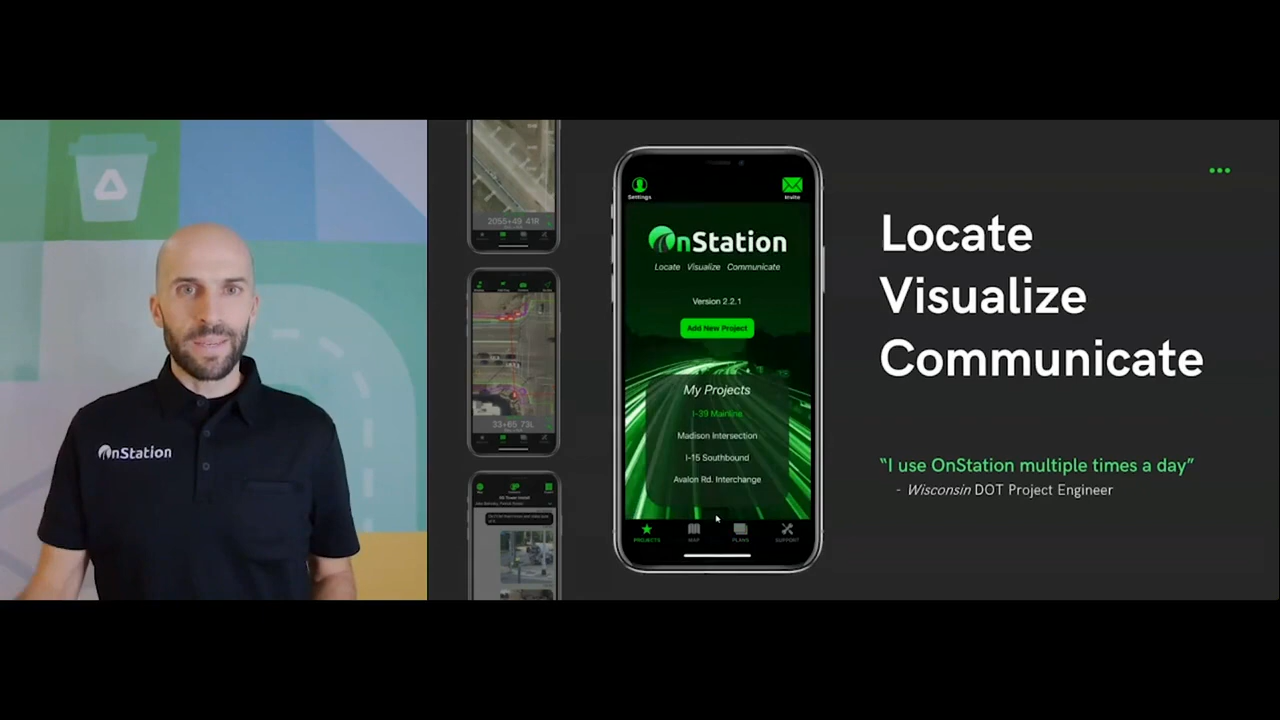 OnStation
2055+49 41R
33+65 73L
Settings
Invite
OnStation
Locate Visualize Communicate
Version 2.2.1
Add New Project
My Projects
I-39 Mainline
Madison Intersection
I-15 Southbound
Avalon Rd. Interchange
PROJECTS MAP PLANS SUPPORT
Locate
Visualize
Communicate
“I use OnStation multiple times a day”
- Wisconsin DOT Project Engineer